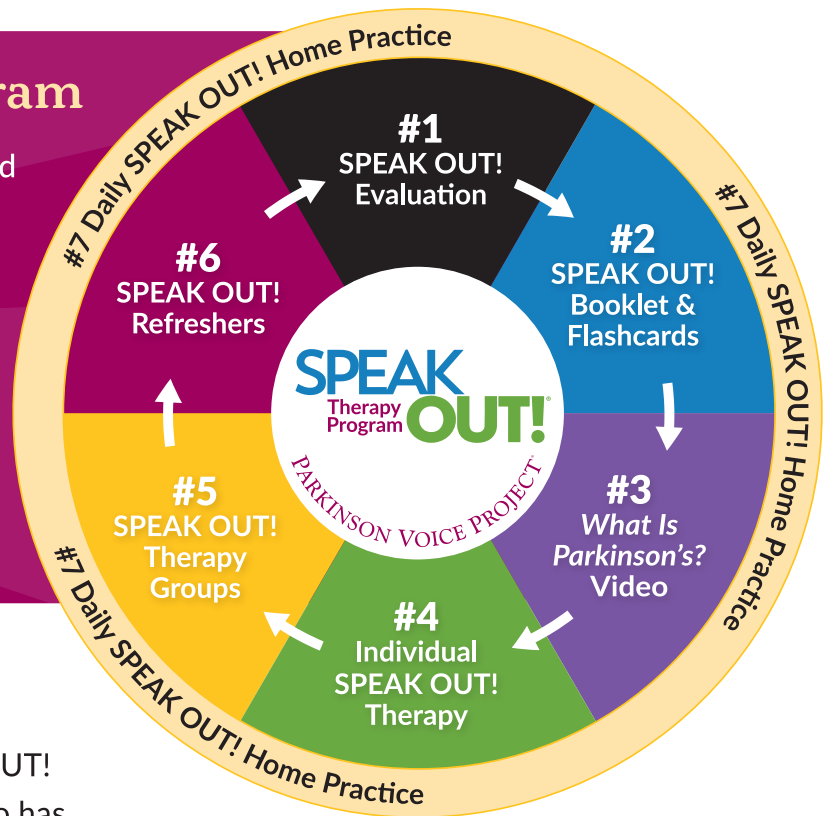 ram
d
#7 Daily SPEAK OUT! Home Practice
#1
SPEAK OUT!
Evaluation
#2
SPEAK OUT!
Booklet &
Flashcards
#7 Daily SPEAK OUT! Home Practice
#3
What Is
Parkinson's?
Video
#4
Individual
SPEAK OUT!
Therapy
#5
SPEAK OUT!
Therapy
Groups
#7 Daily SPEAK OUT! Home Practice
#6
SPEAK OUT!
Refreshers
SPEAK
Therapy
Program OUT!®
PARKINSON VOICE PROJECT
UT!
has